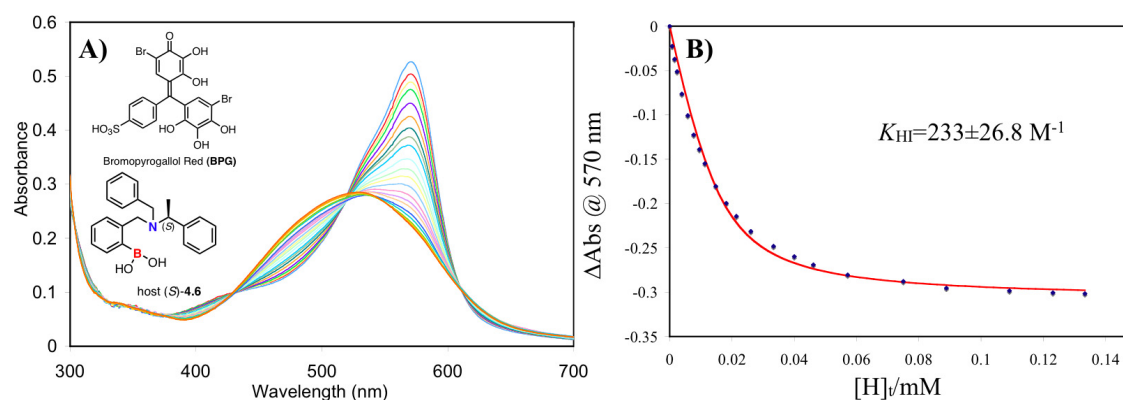 A)
0.6
0.5
0.4
0.3
0.2
0.1
0
Absorbance
300
400
500
600
700
Wavelength (nm)
O
Br
OH
OH
Br
HO3S
OH
OH
OH
Bromopyrogallol Red (BPG)
N
(S)
B
HO
OH
host (S)-4.6
B)
0
-0.05
-0.1
-0.15
-0.2
-0.25
-0.3
-0.35
ΔAbs @ 570 nm
KHI=233±26.8 M-1
0
0.02
0.04
0.06
0.08
0.1
0.12
0.14
[H]t/mM